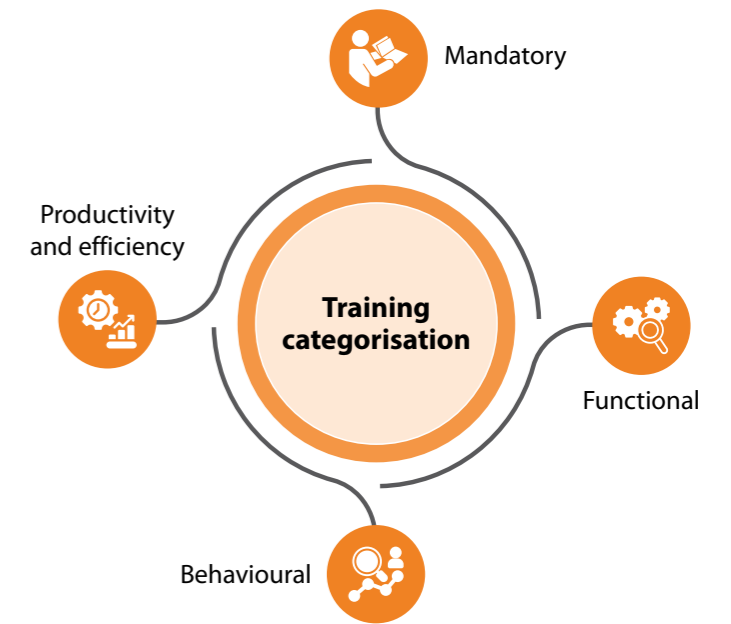 Mandatory
Productivity
and efficiency
Training
categorisation
Functional
Behavioural